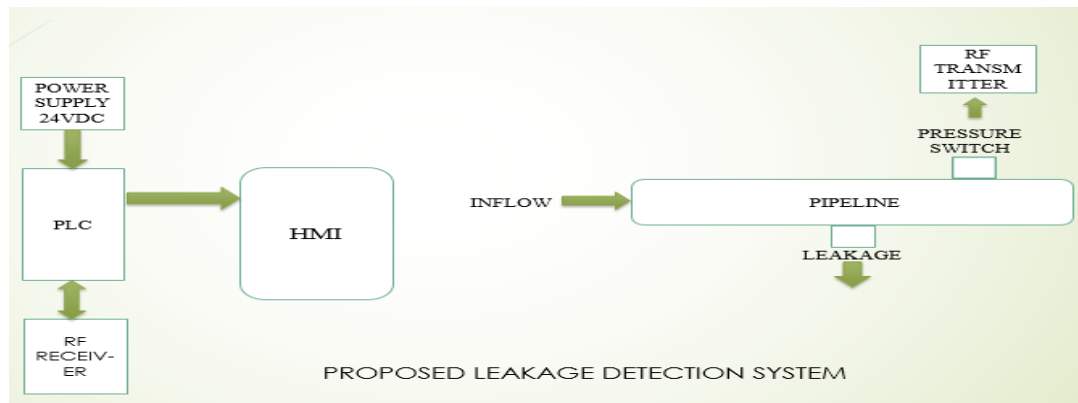 POWER
SUPPLY
24VDC
PLC
RF
RECEIV-
ER
HMI
INFLOW
RF
TRANSM
ITTER
PRESSURE
SWITCH
PIPELINE
LEAKAGE
PROPOSED LEAKAGE DETECTION SYSTEM